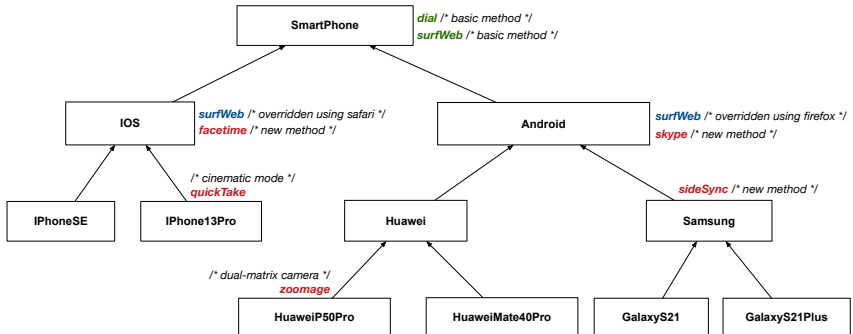 SmartPhone
dial /* basic method */
surfWeb /* basic method */
IOS
surfWeb /* overridden using safari */
facetime /* new method */
Android
surfWeb /* overridden using firefox */
skype /* new method */
/* cinematic mode */
quickTake
sideSync /* new method */
IPhoneSE
IPhone13Pro
Huawei
Samsung
/* dual-matrix camera */
zoomage
HuaweiP50Pro
HuaweiMate40Pro
GalaxyS21
GalaxyS21Plus